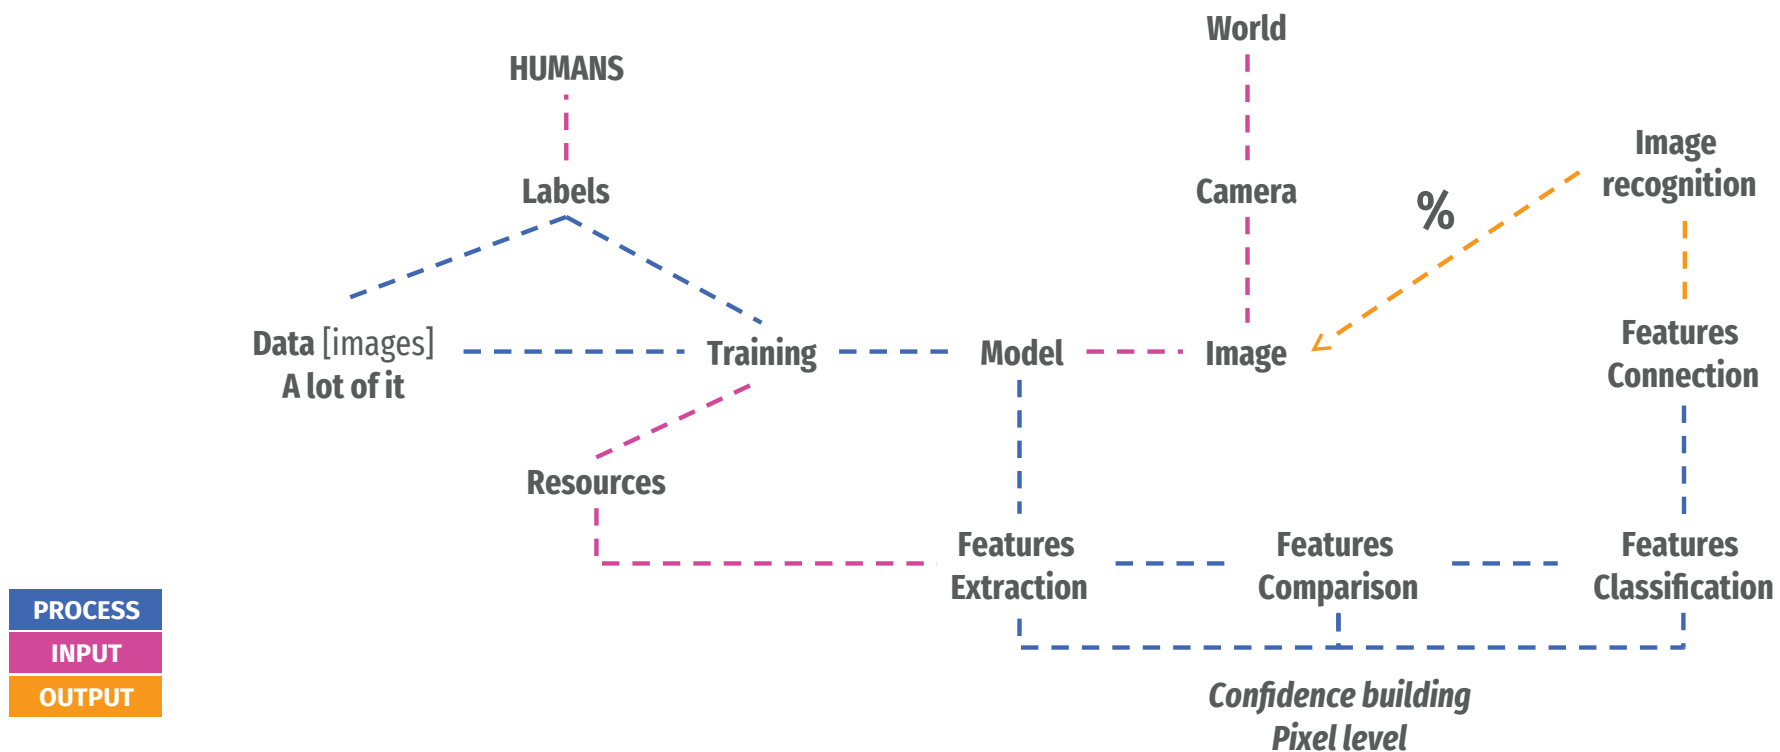 World
HUMANS
Image
recognition
Labels
Camera
%
Data [images]
A lot of it
Training
Model
Image
Features
Connection
Resources
Features
Extraction
Features
Comparison
Features
Classification
PROCESS
INPUT
OUTPUT
Confidence building
Pixel level